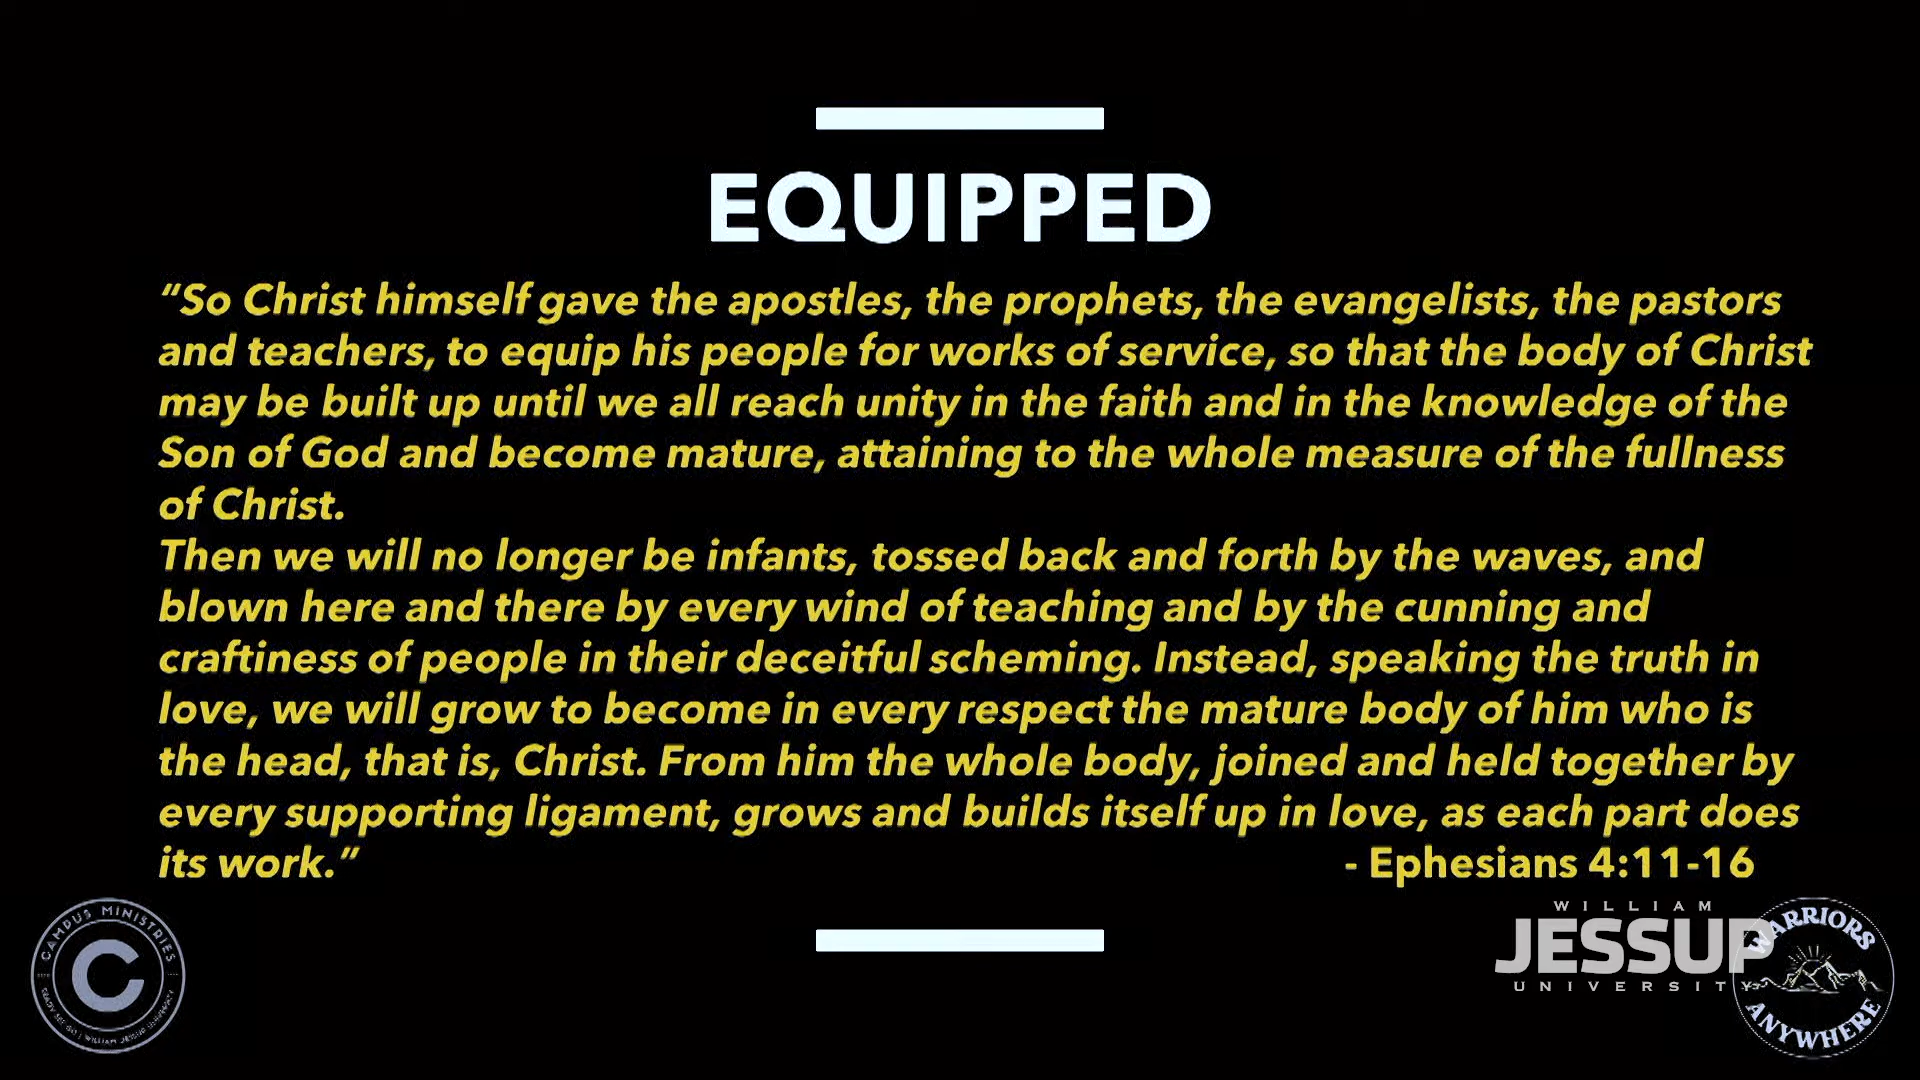 EQUIPPED
“So Christ himself gave the apostles, the prophets, the evangelists, the pastors
and teachers, to equip his people for works of service, so that the body of Christ
may be built up until we all reach unity in the faith and in the knowledge of the
Son of God and become mature, attaining to the whole measure of the fullness
of Christ.
Then we will no longer be infants, tossed back and forth by the waves, and
blown here and there by every wind of teaching and by the cunning and
craftiness of people in their deceitful scheming. Instead, speaking the truth in
love, we will grow to become in every respect the mature body of him who is
the head, that is, Christ. From him the whole body, joined and held together by
every supporting ligament, grows and builds itself up in love, as each part does
its work.”
- Ephesians 4:11-16
CAMPUS MINISTRIES
C
WILLIAM JESSUP UNIVERSITY
WILLIAM
JESSUP
UNIVERSITY
WARRIORS
ANYWHERE